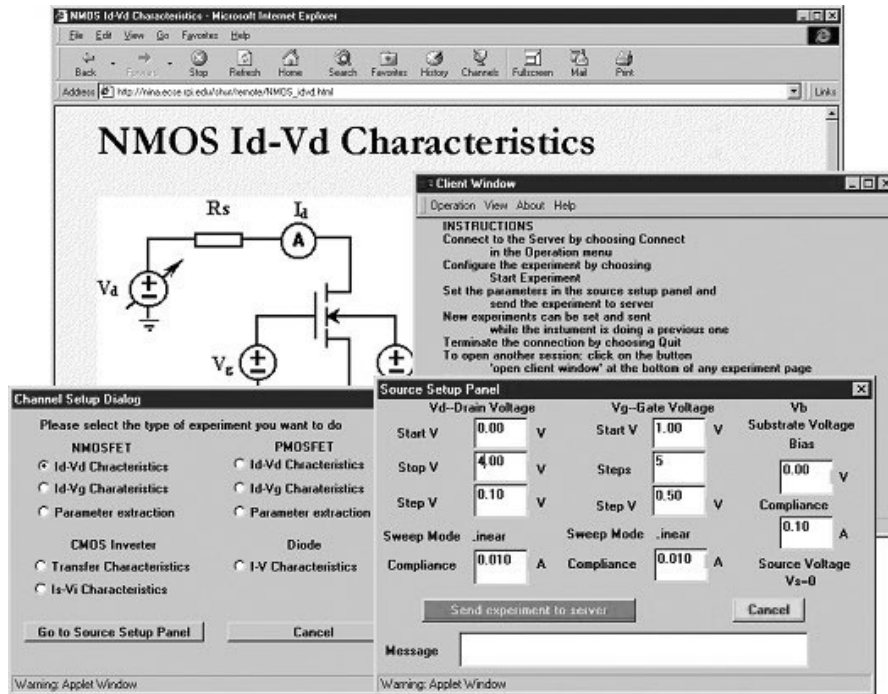 NMOS Id-Vd Characteristics - Microsoft Internet Explorer
File Edit View Go Favorites Help
Back Forward Stop Refresh Home Search Favorites History Channels Fullscreen Mail Print
Address http://nina.ecse.rpi.edu/shur/remote/NMOS_idvd.html Links
NMOS Id-Vd Characteristics
Rs Id
A
Vd
Vg
Client Window
Operation View About Help
INSTRUCTIONS
Connect to the Server by choosing Connect
in the Operation menu
Configure the experiment by choosing
Start Experiment
Set the parameters in the source setup panel and
send the experiment to server
New experiments can be set and sent
while the instument is doing a previous one
Terminate the connection by choosing Quit
To open another session: click on the button
'open client window' at the bottom of any experiment page
Channel Setup Dialog
Please select the type of experiment you want to do
NMOSFET PMOSFET
Id-Vd Chracteristics Id-Vd Chracteristics
Id-Vg Charateristics Id-Vg Charateristics
Parameter extraction Parameter extraction
CMOS Inverter Diode
Transfer Characteristics I-V Characteristics
Is-Vi Characteristics
Go to Source Setup Panel Cancel
Warning: Applet Window
Source Setup Panel
Vd--Drain Voltage Vg--Gate Voltage Vb
Substrate Voltage
Start V 0.00 V Start V 1.00 V
Bias
Stop V 4.00 V Steps 5
0.00 V
Step V 0.10 V Step V 0.50 V
Compliance
0.10 A
Sweep Mode .inear Sweep Mode .inear
Compliance 0.010 A Compliance 0.010 A
Source Voltage
Vs=0
Send experiment to server Cancel
Message
Warning: Applet Window